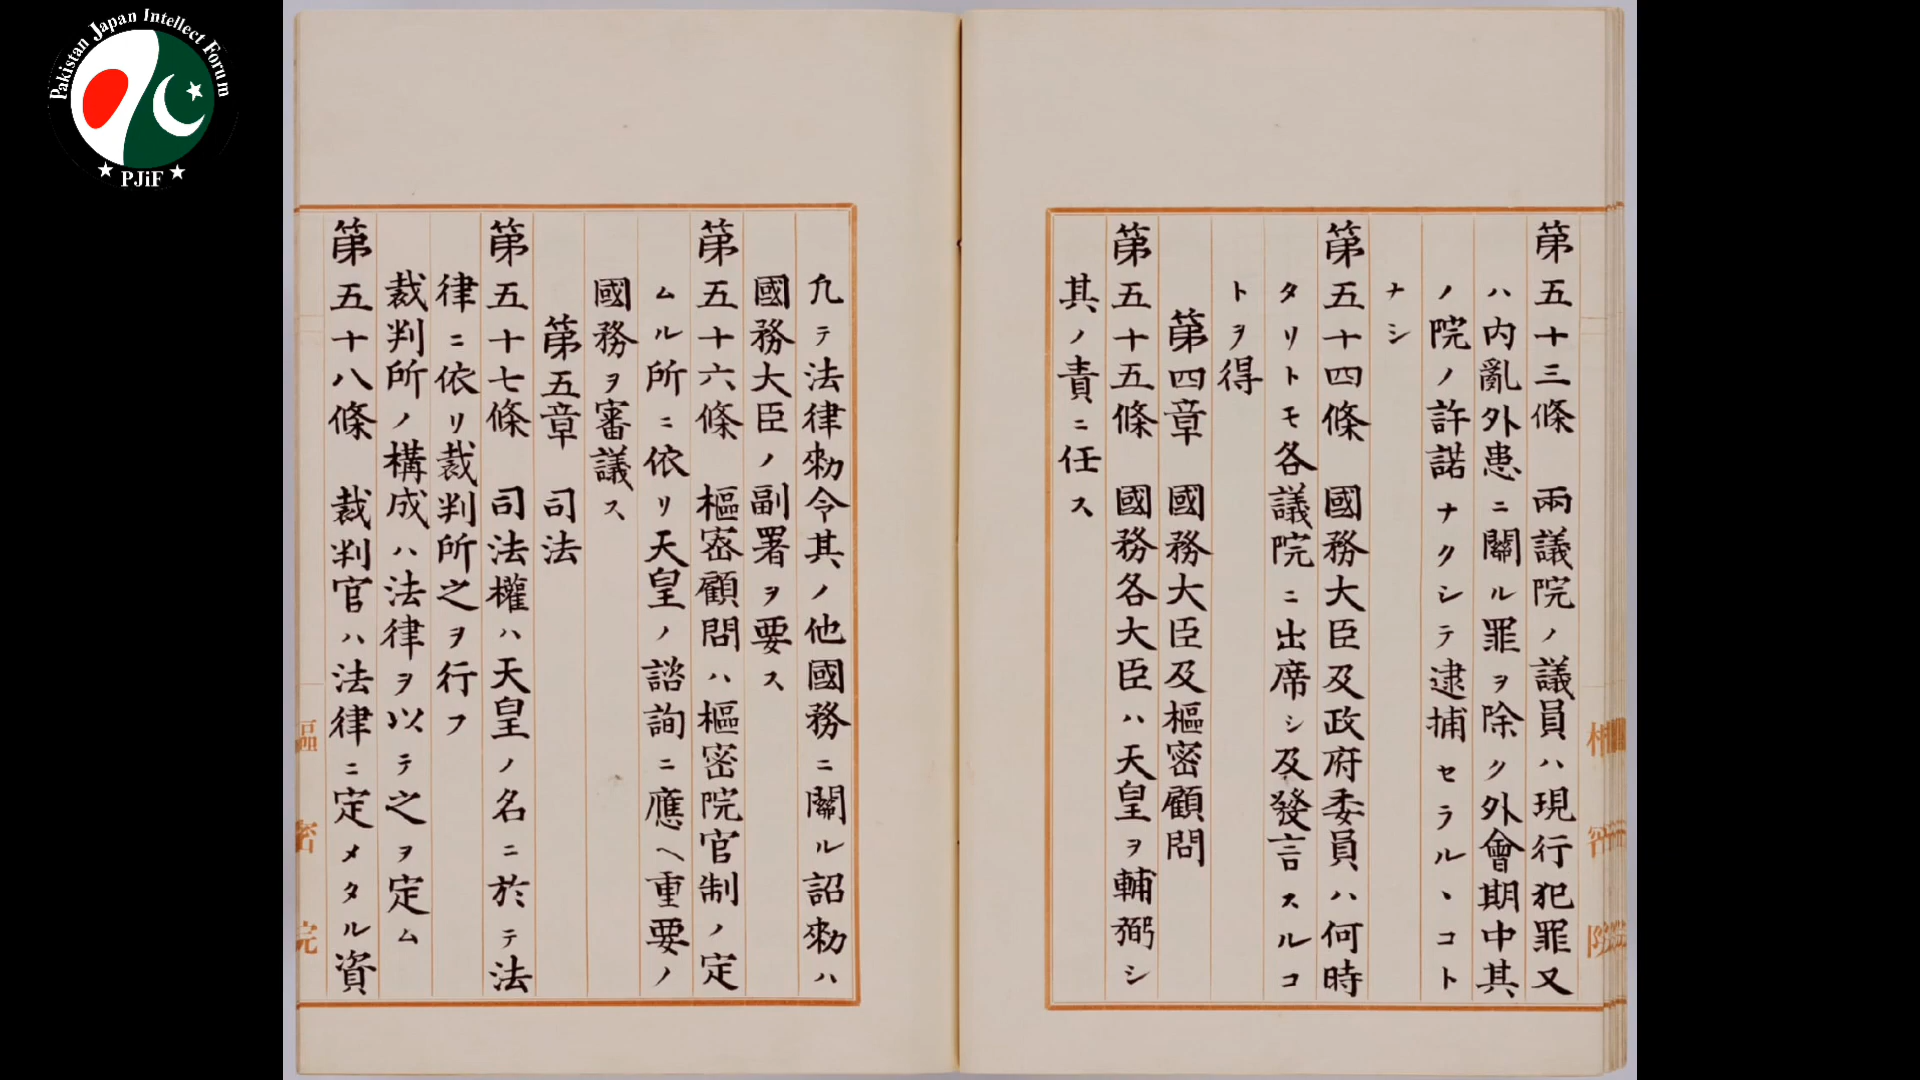 Pakistan Japan Intellect Forum
PJiF
第五十三條 兩議院ノ議員ハ現行犯罪又
ハ內亂外患ニ關ル罪ヲ除ク外會期中其
ノ院ノ許諾ナクシテ逮捕セラルヽコト
ナシ
第五十四條 國務大臣及政府委員ハ何時
タリトモ各議院ニ出席シ及發言スルコ
トヲ得
第四章 國務大臣及樞密顧問
第五十五條 國務各大臣ハ天皇ヲ輔弼シ
其ノ責ニ任ス
凡テ法律勅令其ノ他國務ニ關ル詔勅ハ
國務大臣ノ副署ヲ要ス
第五十六條 樞密顧問ハ樞密院官制ノ定
ムル所ニ依リ天皇ノ諮詢ニ應ヘ重要ノ
國務ヲ審議ス
第五章 司法
第五十七條 司法權ハ天皇ノ名ニ於テ法
律ニ依リ裁判所之ヲ行フ
裁判所ノ構成ハ法律ヲ以テ之ヲ定ム
第五十八條 裁判官ハ法律ニ定メタル資
樞密院